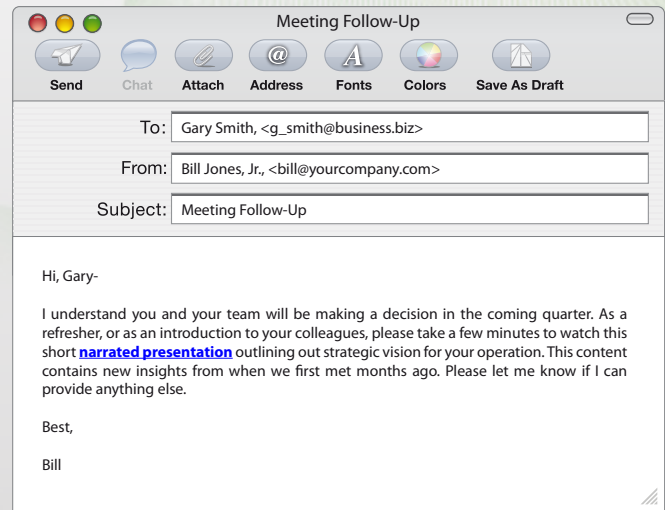 Meeting Follow-Up
Send Chat Attach @ Address A Fonts Colors Save As Draft
To: Gary Smith, <g_smith@business.biz>
From: Bill Jones, Jr., <bill@yourcompany.com>
Subject: Meeting Follow-Up
Hi, Gary-
I understand you and your team will be making a decision in the coming quarter. As a
refresher, or as an introduction to your colleagues, please take a few minutes to watch this
short narrated presentation outlining out strategic vision for your operation. This content
contains new insights from when we first met months ago. Please let me know if I can
provide anything else.
Best,
Bill